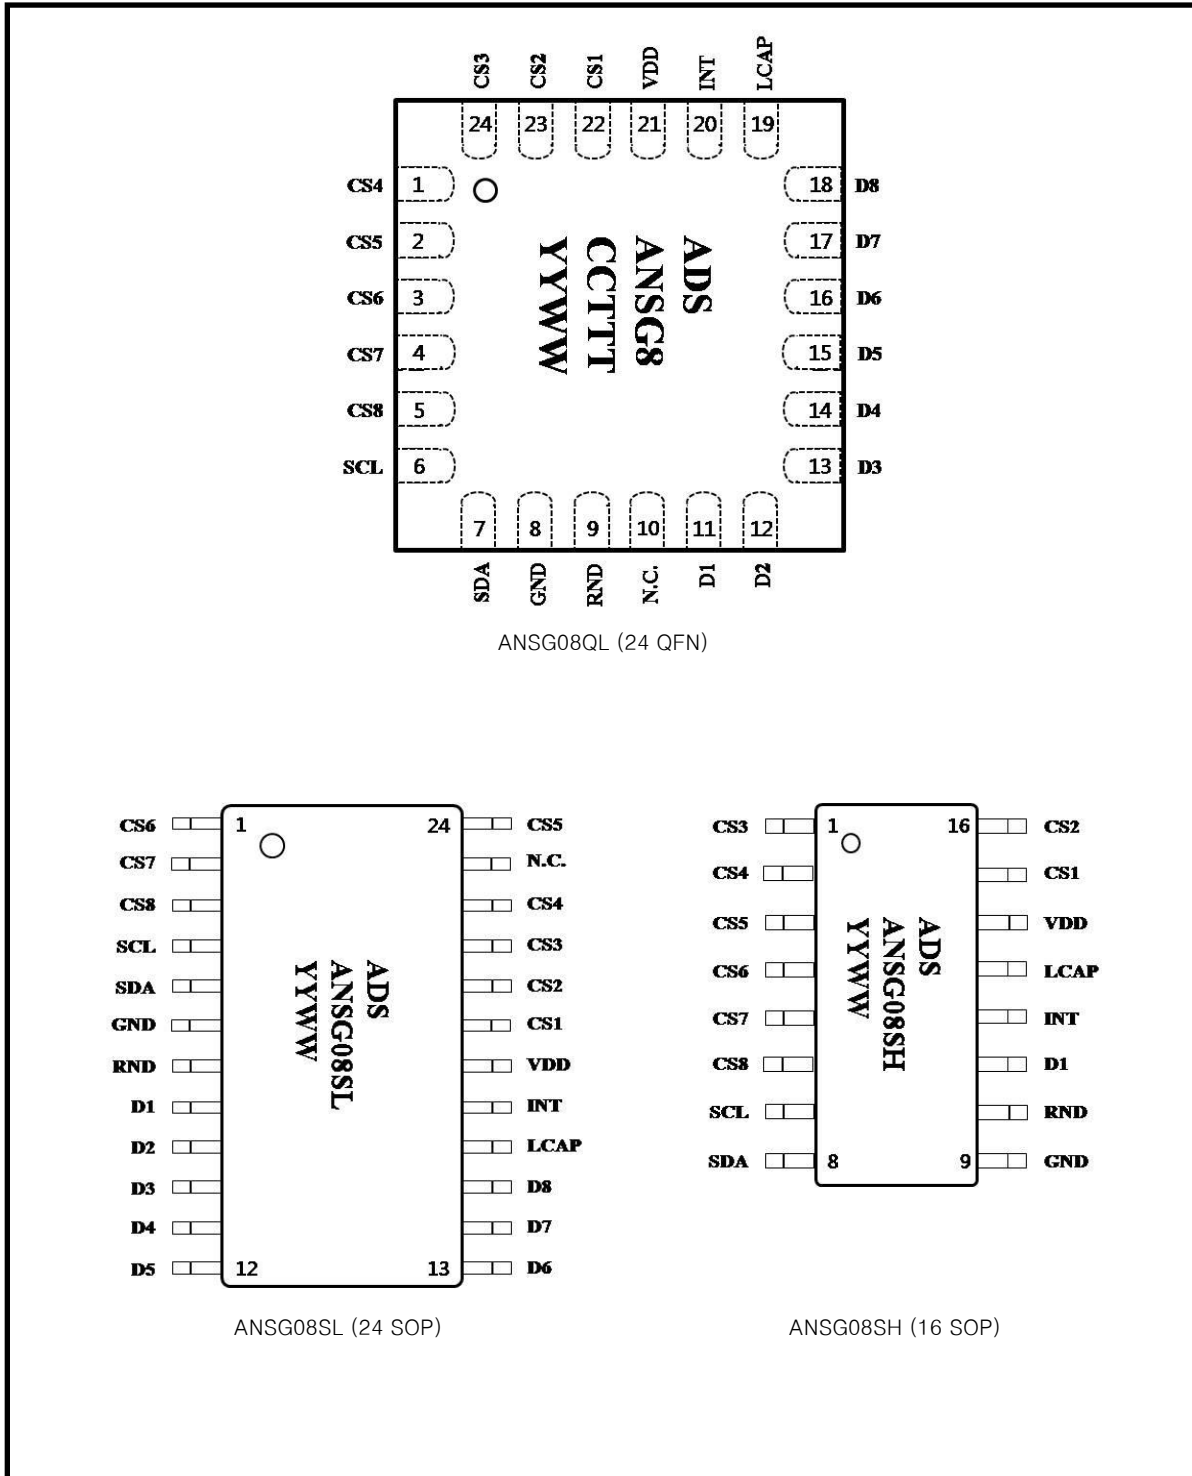 CS3 CS2 CS1 VDD INT LCAP
24 23 22 21 20 19
CS4 1 18 D8
CS5 2 17 D7
CS6 3 16 D6
CS7 4 15 D5
CS8 5 14 D4
SCL 6 13 D3
ADS
ANSG8
CCTTT
YYWW
7 8 9 10 11 12
SDA GND RND N.C. D1 D2
ANSG08QL (24 QFN)
CS6 1 24 CS5
CS7 N.C.
CS8 CS4
SCL CS3
SDA CS2
GND CS1
RND VDD
D1 INT
D2 LCAP
D3 D8
D4 D7
D5 12 13 D6
ADS
ANSG08SL
YYWW
ANSG08SL (24 SOP)
CS3 1 16 CS2
CS4 CS1
CS5 VDD
CS6 LCAP
CS7 INT
CS8 D1
SCL RND
SDA 8 9 GND
ADS
ANSG08SH
YYWW
ANSG08SH (16 SOP)